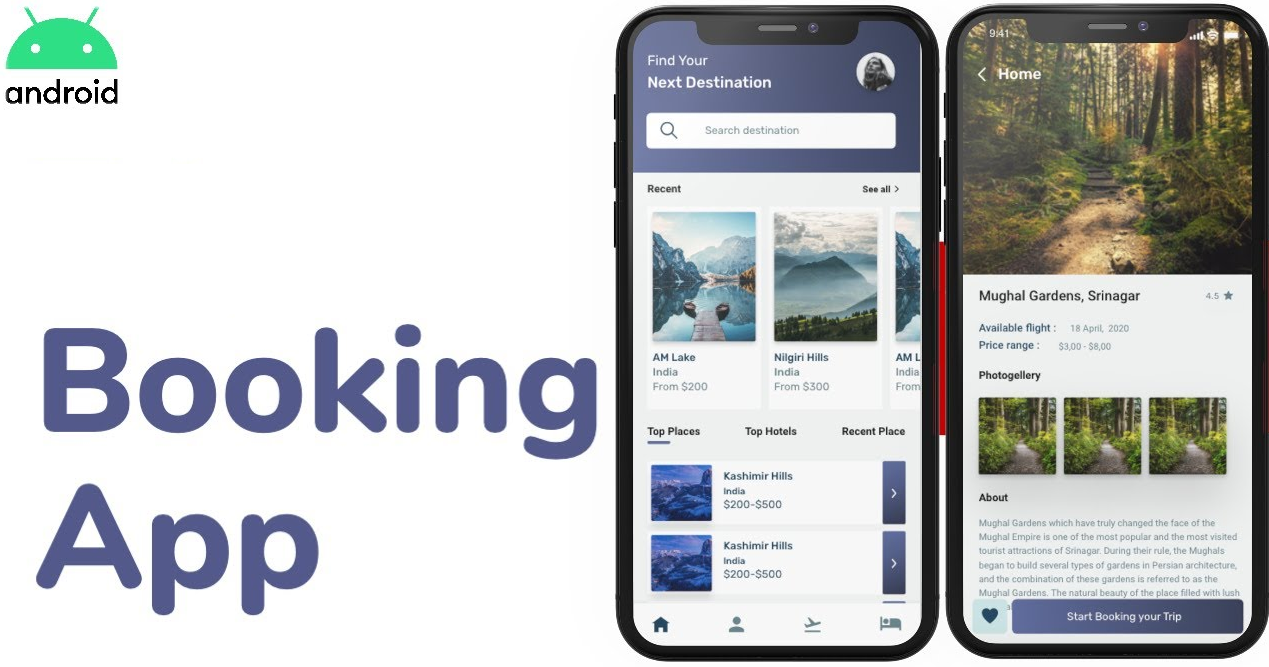 android
Booking
App
Find Your
Next Destination
Search destination
Recent
See all
AM Lake
India
From $200
Nilgiri Hills
India
From $300
AM L
India
From
Top Places
Top Hotels
Recent Place
Kashimir Hills
India
$200-$500
Kashimir Hills
India
$200-$500
9:41
Home
Mughal Gardens, Srinagar
4.5
Available flight : 18 April, 2020
Price range : $3,00 - $8,00
Photogellery
About
Mughal Gardens which have truly changed the face of the
Mughal Empire is one of the most popular and the most visited
tourist attractions of Srinagar. During their rule, the Mughals
began to build several types of gardens in Persian architecture,
and the combination of these gardens is referred to as the
Mughal Gardens. The natural beauty of the place filled with lush
Start Booking your Trip